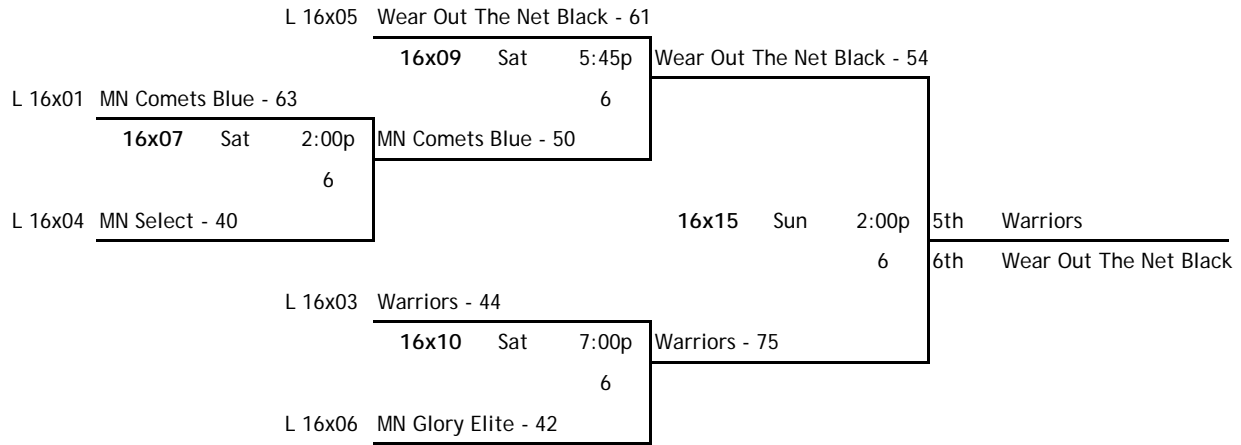 L 16x05 Wear Out The Net Black - 61
16x09 Sat 5:45p Wear Out The Net Black - 54
L 16x01 MN Comets Blue - 63 6
16x07 Sat 2:00p MN Comets Blue - 50
6
L 16x04 MN Select - 40 16x15 Sun 2:00p 5th Warriors
6 6th Wear Out The Net Black
L 16x03 Warriors - 44
16x10 Sat 7:00p Warriors - 75
6
L 16x06 MN Glory Elite - 42